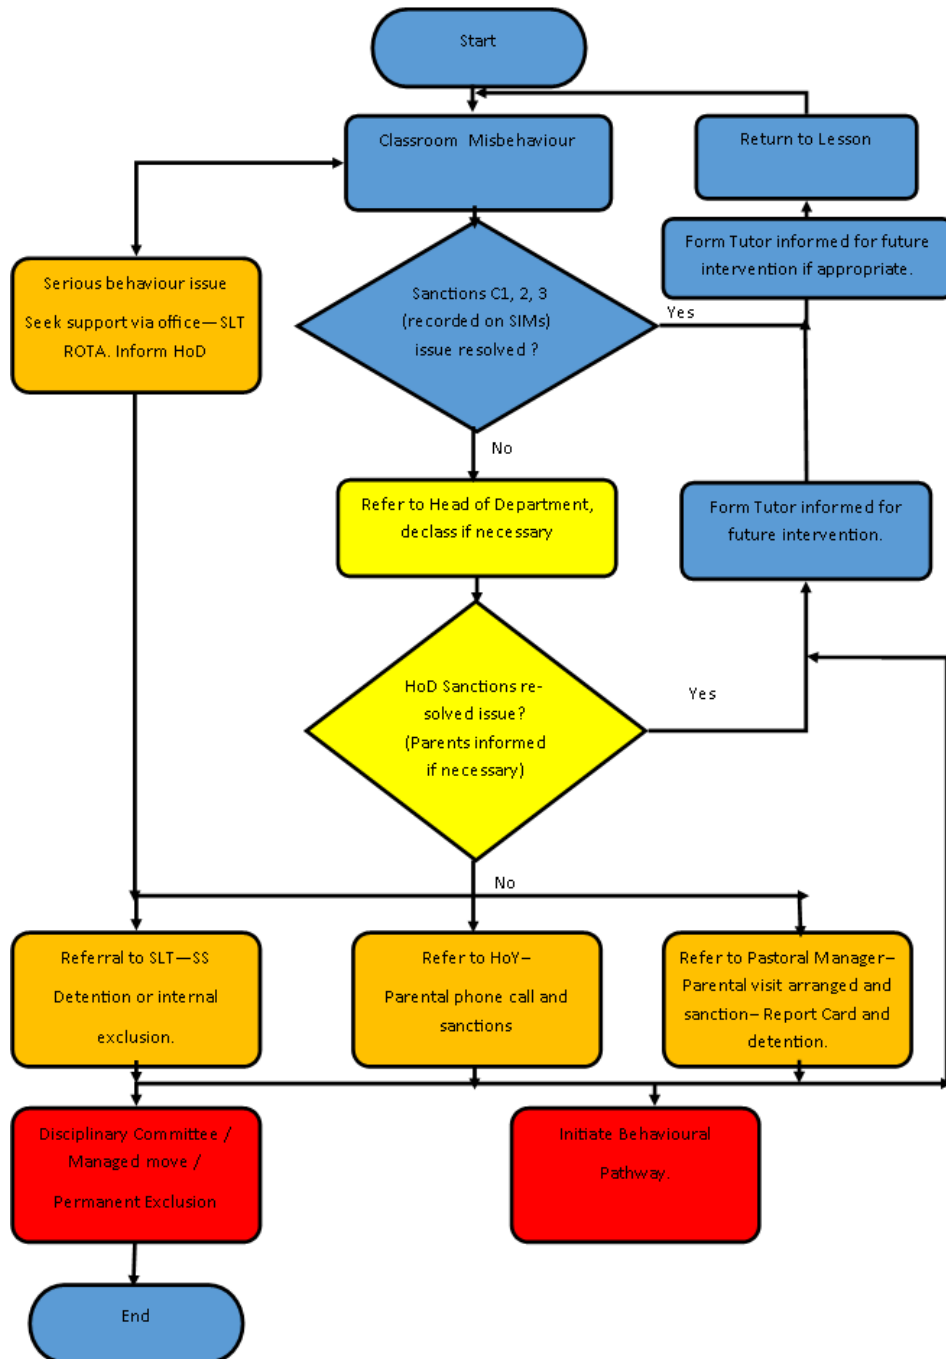 Start
Classroom Misbehaviour
Return to Lesson
Form Tutor informed for future
intervention if appropriate.
Serious behaviour issue
Seek support via office—SLT
ROTA. Inform HoD
Sanctions C1, 2, 3
(recorded on SIMs)
issue resolved ?
Yes
No
Refer to Head of Department,
declass if necessary
Form Tutor informed for
future intervention.
HoD Sanctions re-
solved issue?
(Parents informed
if necessary)
Yes
No
Referral to SLT—SS
Detention or internal
exclusion.
Refer to HoY–
Parental phone call and
sanctions
Refer to Pastoral Manager–
Parental visit arranged and
sanction– Report Card and
detention.
Disciplinary Committee /
Managed move /
Permanent Exclusion
Initiate Behavioural
Pathway.
End